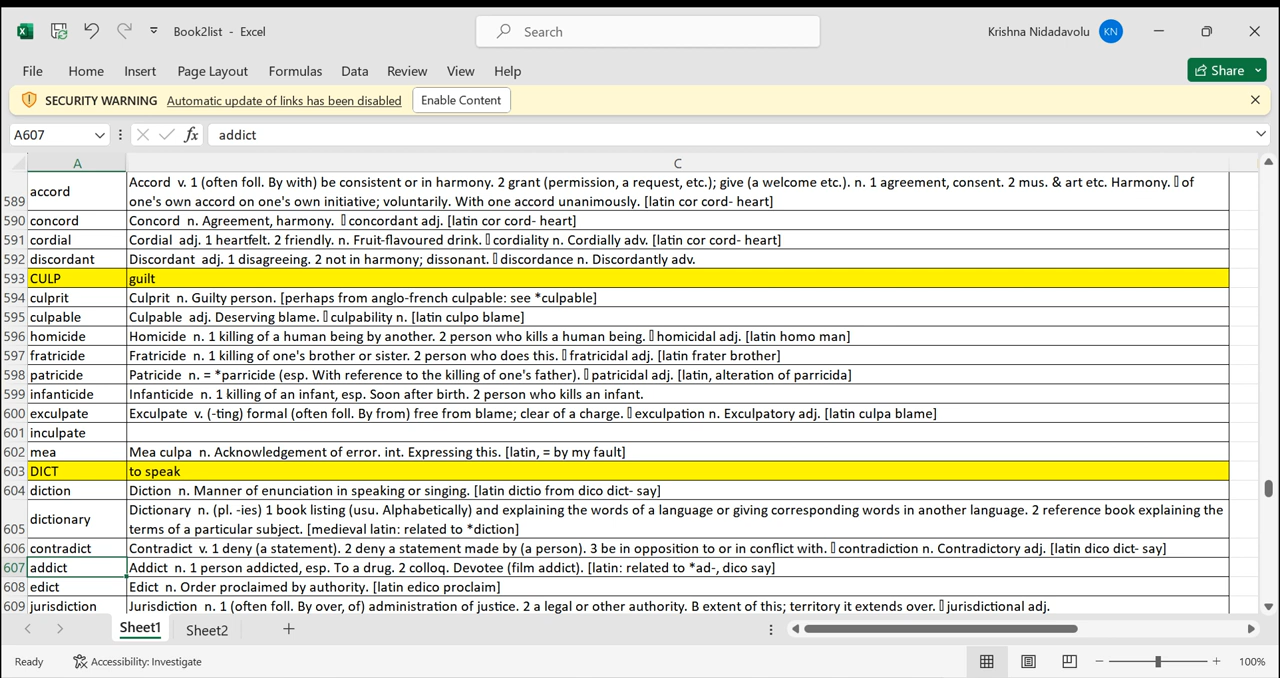 Book2list - Excel
Search
Krishna Nidadavolu KN
File Home Insert Page Layout Formulas Data Review View Help
Share
SECURITY WARNING Automatic update of links has been disabled Enable Content
A607 fx addict
A C
589 accord Accord v. 1 (often foll. By with) be consistent or in harmony. 2 grant (permission, a request, etc.); give (a welcome etc.). n. 1 agreement, consent. 2 mus. & art etc. Harmony. ▯ of
one's own accord on one's own initiative; voluntarily. With one accord unanimously. [latin cor cord- heart]
590 concord Concord n. Agreement, harmony. ▯ concordant adj. [latin cor cord- heart]
591 cordial Cordial adj. 1 heartfelt. 2 friendly. n. Fruit-flavoured drink. ▯ cordiality n. Cordially adv. [latin cor cord- heart]
592 discordant Discordant adj. 1 disagreeing. 2 not in harmony; dissonant. ▯ discordance n. Discordantly adv.
593 CULP guilt
594 culprit Culprit n. Guilty person. [perhaps from anglo-french culpable: see *culpable]
595 culpable Culpable adj. Deserving blame. ▯ culpability n. [latin culpo blame]
596 homicide Homicide n. 1 killing of a human being by another. 2 person who kills a human being. ▯ homicidal adj. [latin homo man]
597 fratricide Fratricide n. 1 killing of one's brother or sister. 2 person who does this. ▯ fratricidal adj. [latin frater brother]
598 patricide Patricide n. = *parricide (esp. With reference to the killing of one's father). ▯ patricidal adj. [latin, alteration of parricida]
599 infanticide Infanticide n. 1 killing of an infant, esp. Soon after birth. 2 person who kills an infant.
600 exculpate Exculpate v. (-ting) formal (often foll. By from) free from blame; clear of a charge. ▯ exculpation n. Exculpatory adj. [latin culpa blame]
601 inculpate
602 mea Mea culpa n. Acknowledgement of error. int. Expressing this. [latin, = by my fault]
603 DICT to speak
604 diction Diction n. Manner of enunciation in speaking or singing. [latin dictio from dico dict- say]
605 dictionary Dictionary n. (pl. -ies) 1 book listing (usu. Alphabetically) and explaining the words of a language or giving corresponding words in another language. 2 reference book explaining the
terms of a particular subject. [medieval latin: related to *diction]
606 contradict Contradict v. 1 deny (a statement). 2 deny a statement made by (a person). 3 be in opposition to or in conflict with. ▯ contradiction n. Contradictory adj. [latin dico dict- say]
607 addict Addict n. 1 person addicted, esp. To a drug. 2 colloq. Devotee (film addict). [latin: related to *ad-, dico say]
608 edict Edict n. Order proclaimed by authority. [latin edico proclaim]
609 jurisdiction Jurisdiction n. 1 (often foll. By over, of) administration of justice. 2 a legal or other authority. B extent of this; territory it extends over. ▯ jurisdictional adj.
Sheet1 Sheet2
Ready Accessibility: Investigate 100%